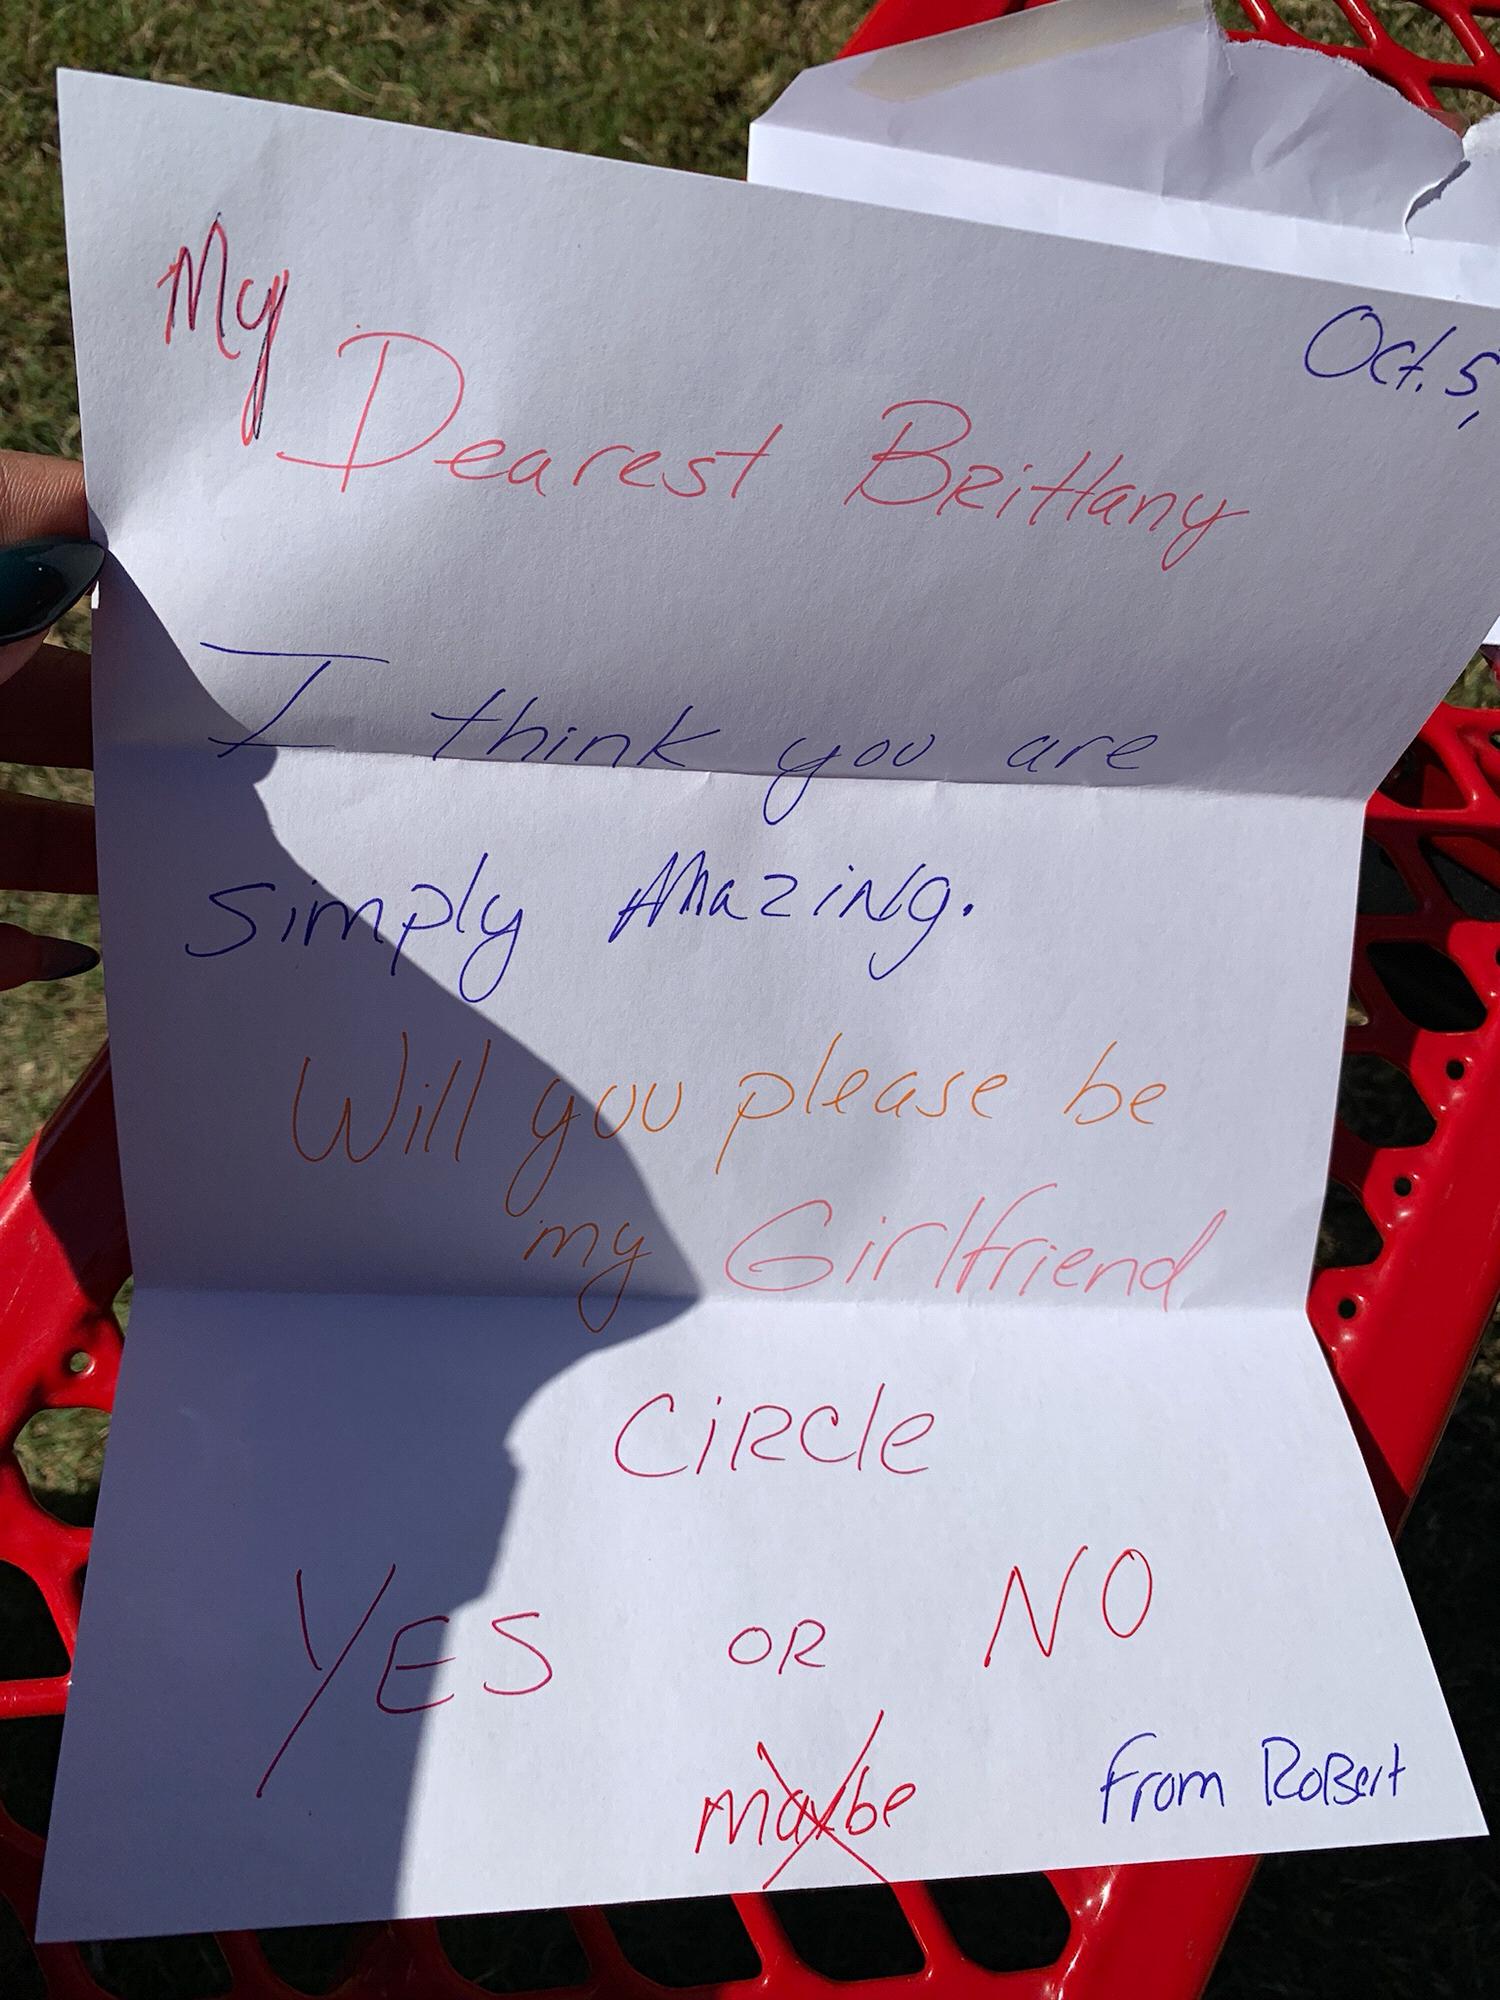 Oct. 5,
My
Dearest Brittany
I think you are
simply Amazing.
Will you please be
my Girlfriend
CiRcle
YES OR NO
maybe
From RoBert